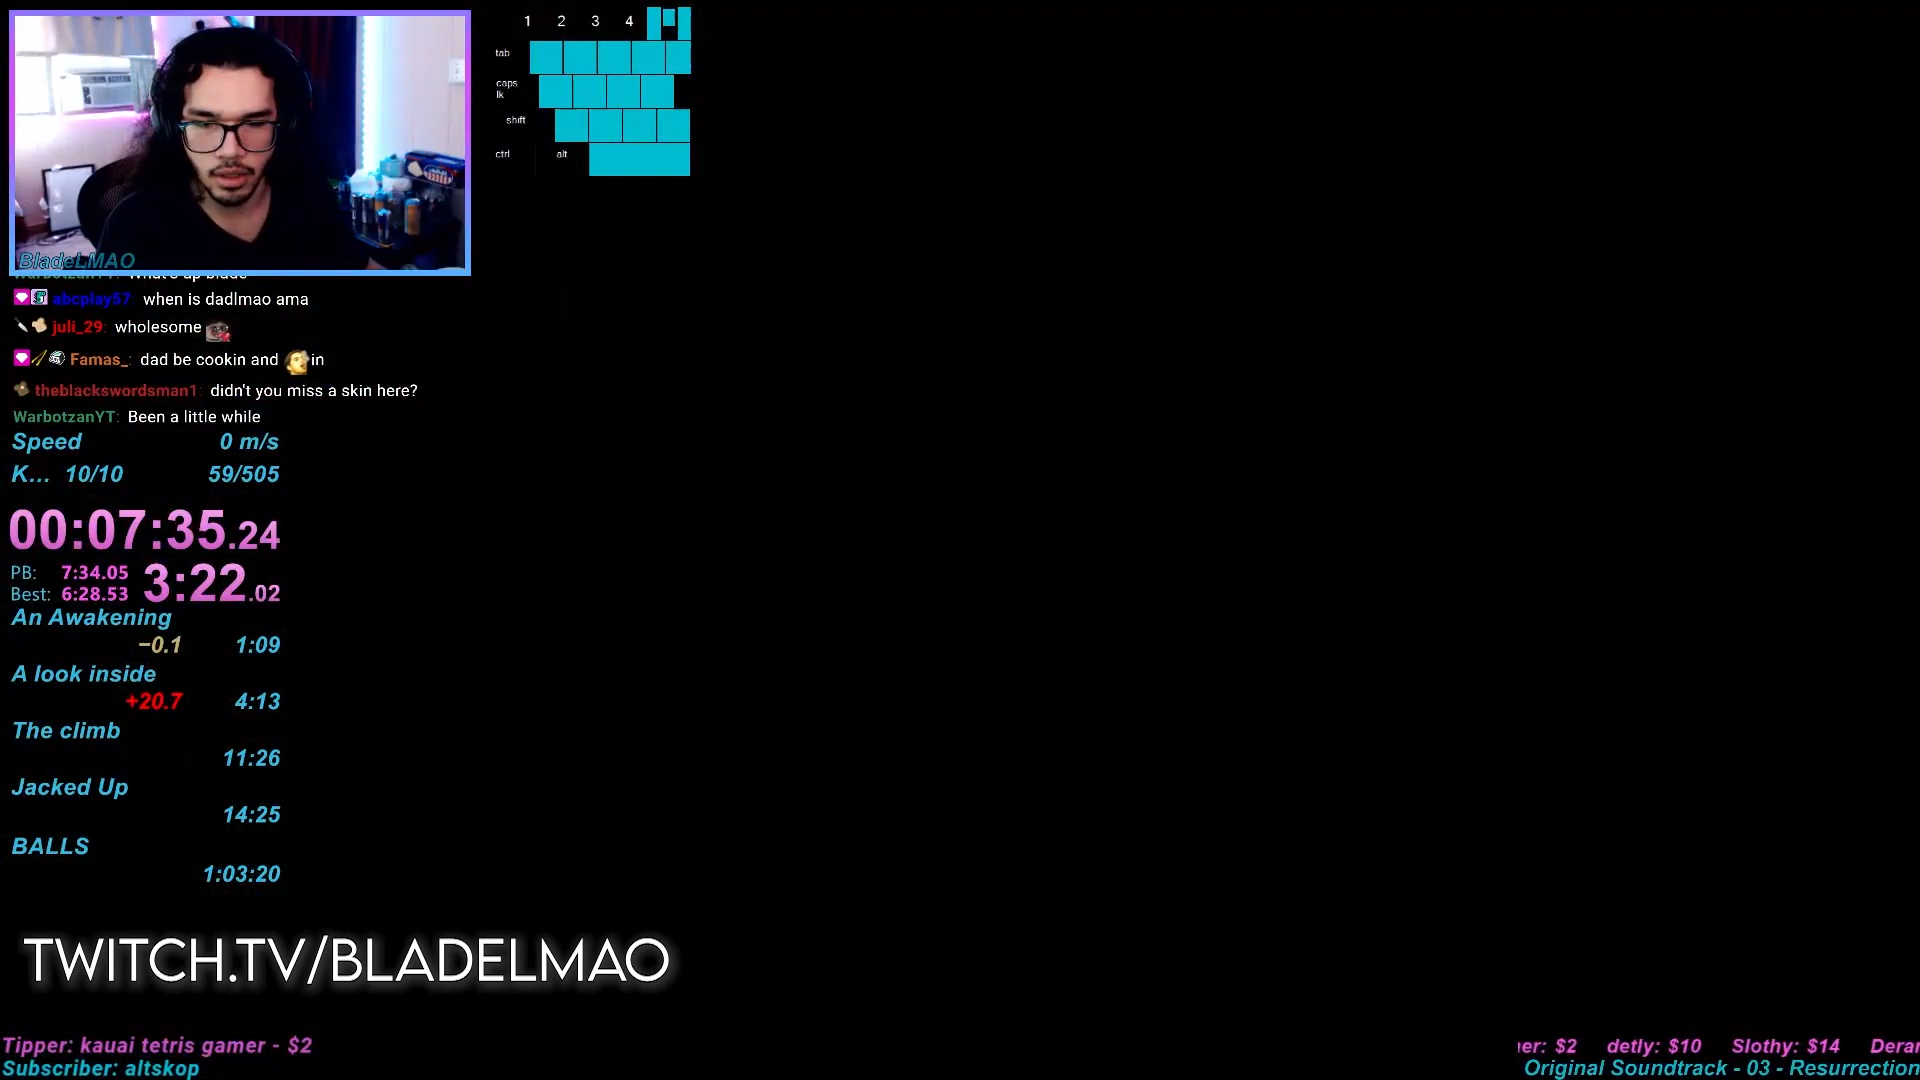 1 2 3 4
tab
caps
lk
shift
ctrl alt
BladeLMAO
WarbotzanYT: What's up blade
abcplay57 when is dadlmao ama
juli_29: wholesome
Famas_: dad be cookin and in
theblackswordsman1: didn't you miss a skin here?
WarbotzanYT: Been a little while
Speed 0 m/s
K... 10/10 59/505
00:07:35.24
PB: 7:34.05 3:22.02
Best: 6:28.53
An Awakening
−0.1 1:09
A look inside
+20.7 4:13
The climb
11:26
Jacked Up
14:25
BALLS
1:03:20
TWITCH.TV/BLADELMAO
Tipper: kauai tetris gamer - $2
Subscriber: altskop
er: $2 detly: $10 Slothy: $14 Derar
Original Soundtrack - 03 - Resurrection